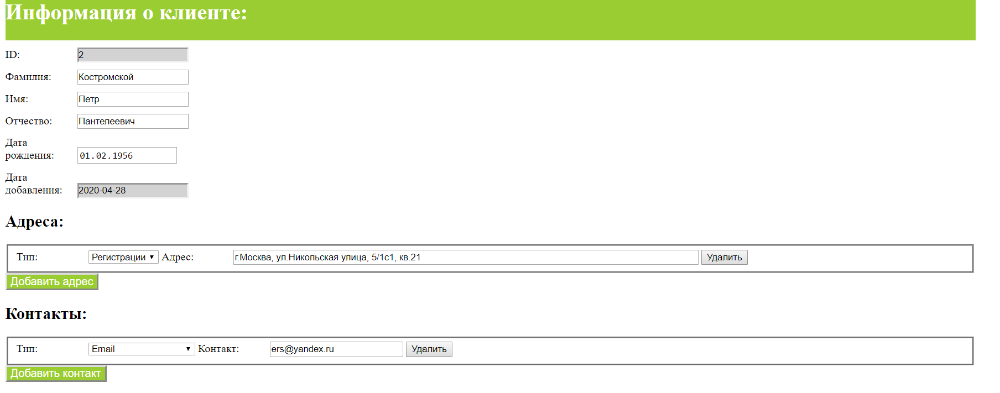 Информация о клиенте:
ID: 2
Фамилия: Костромской
Имя: Петр
Отчество: Пантелеевич
Дата
рождения: 01.02.1956
Дата
добавления: 2020-04-28
Адреса:
Тип: Регистрации Адрес: г.Москва, ул.Никольская улица, 5/1с1, кв.21 Удалить
Добавить адрес
Контакты:
Тип: Email Контакт: ers@yandex.ru Удалить
Добавить контакт